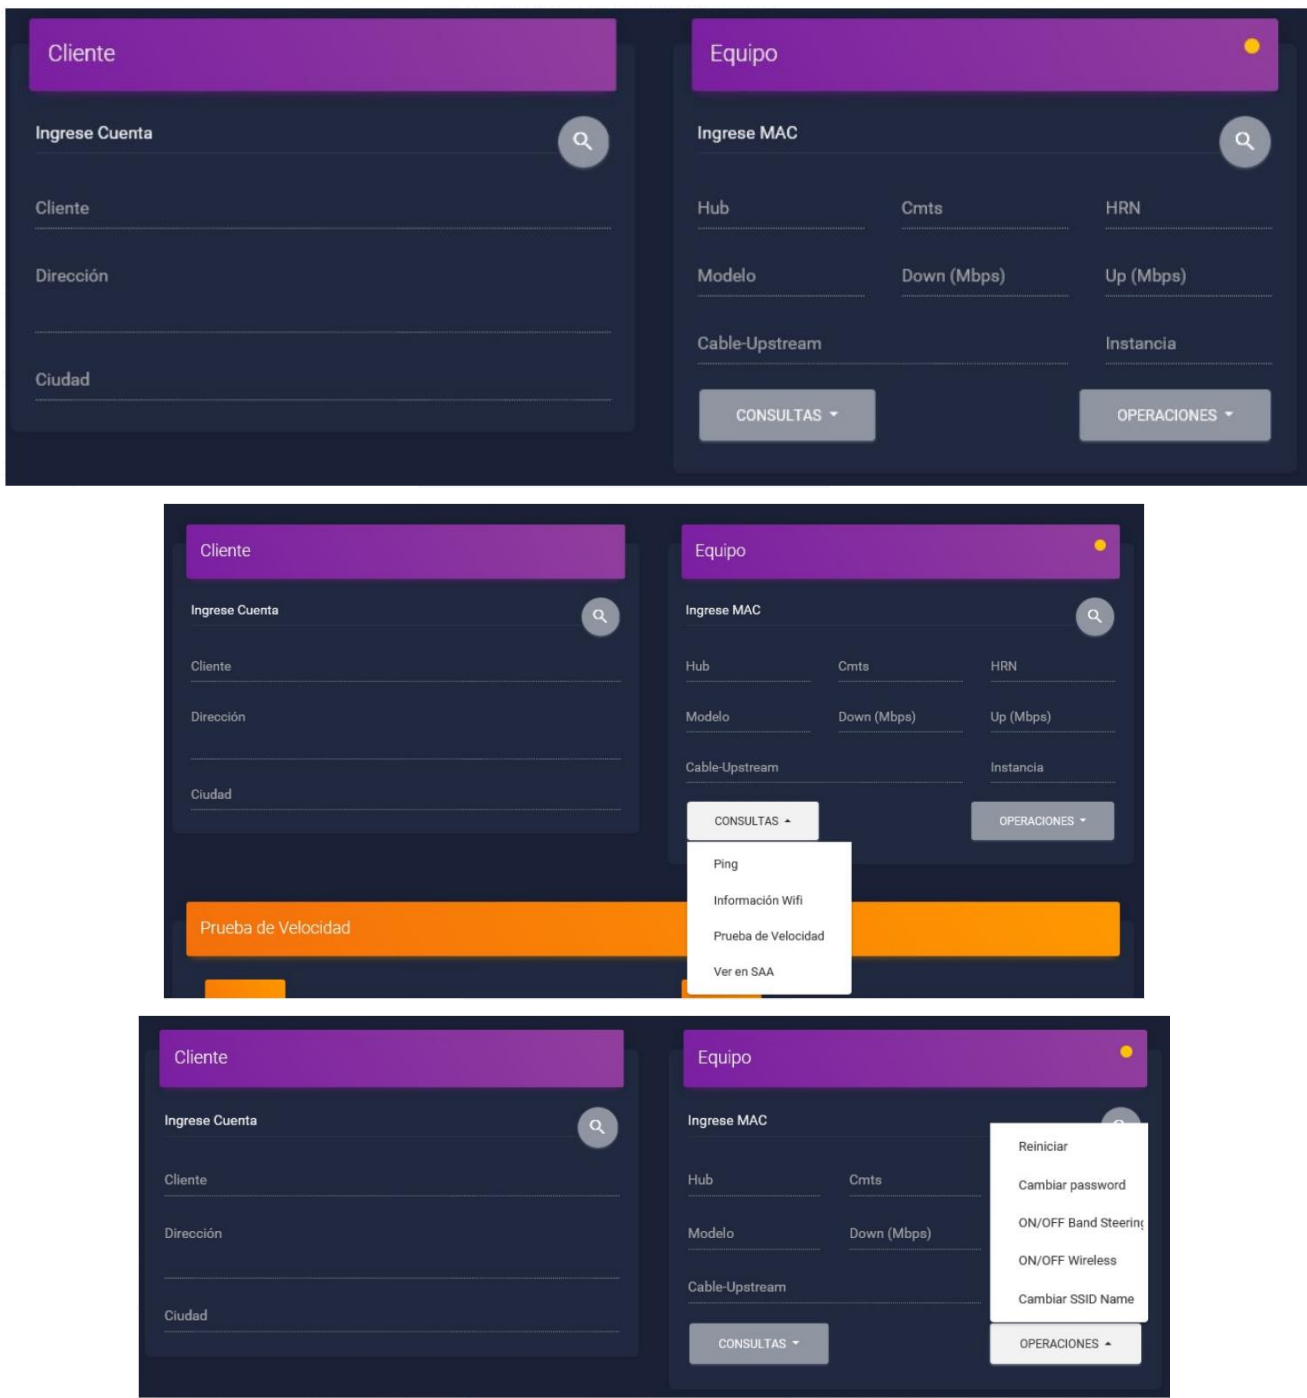 Cliente
Equipo
Ingrese Cuenta
Ingrese MAC
Cliente
Hub
Cmts
HRN
Dirección
Modelo
Down (Mbps)
Up (Mbps)
Cable-Upstream
Instancia
Ciudad
CONSULTAS
OPERACIONES
Cliente
Equipo
Ingrese Cuenta
Ingrese MAC
Cliente
Hub
Cmts
HRN
Dirección
Modelo
Down (Mbps)
Up (Mbps)
Cable-Upstream
Instancia
Ciudad
CONSULTAS
OPERACIONES
Ping
Información Wifi
Prueba de Velocidad
Prueba de Velocidad
Ver en SAA
Cliente
Equipo
Ingrese Cuenta
Ingrese MAC
Reiniciar
Cliente
Hub
Cmts
Cambiar password
Dirección
Modelo
Down (Mbps)
ON/OFF Band Steering
ON/OFF Wireless
Cable-Upstream
Cambiar SSID Name
Ciudad
CONSULTAS
OPERACIONES